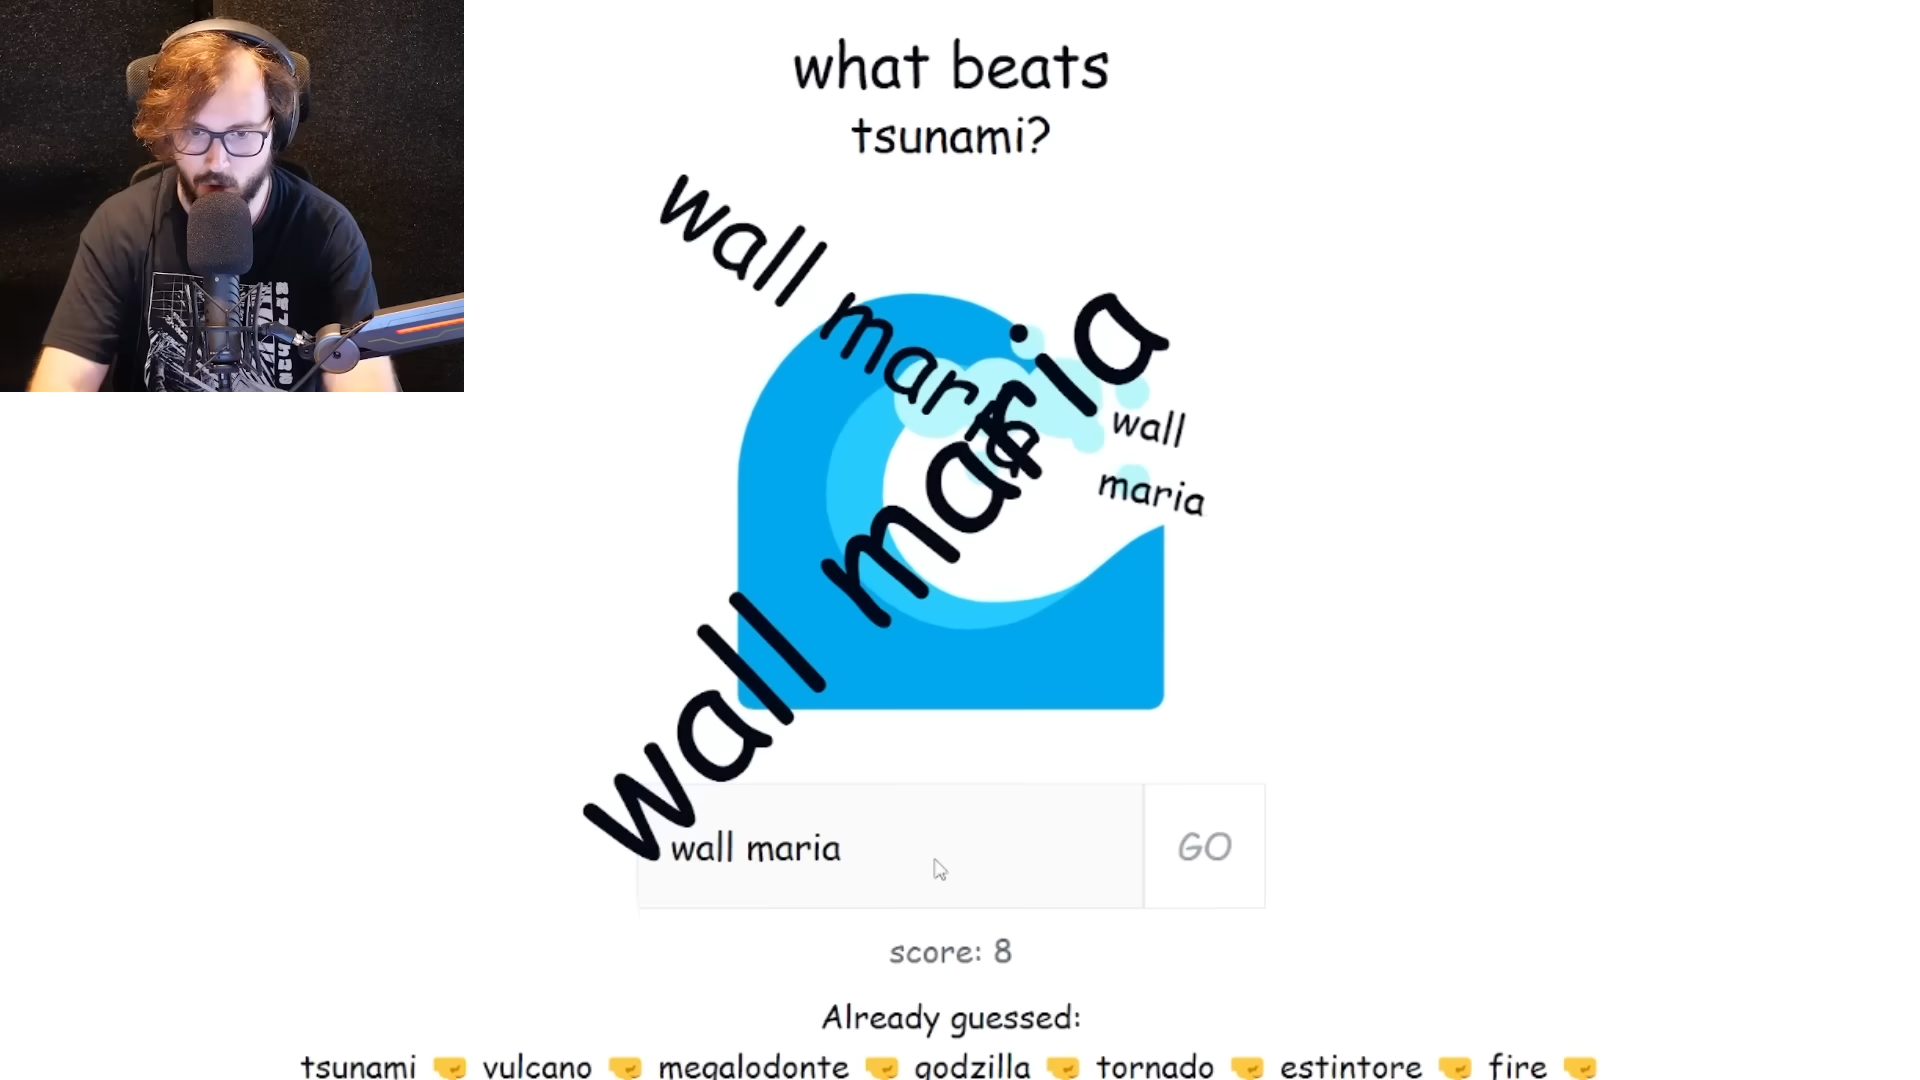 what beats
tsunami?
wall maria
wall maria
wall
maria
wall maria
GO
score: 8
Already guessed:
tsunami 🤜 vulcano 🤜 megalodonte 🤜 godzilla 🤜 tornado 🤜 estintore 🤜 fire 🤜